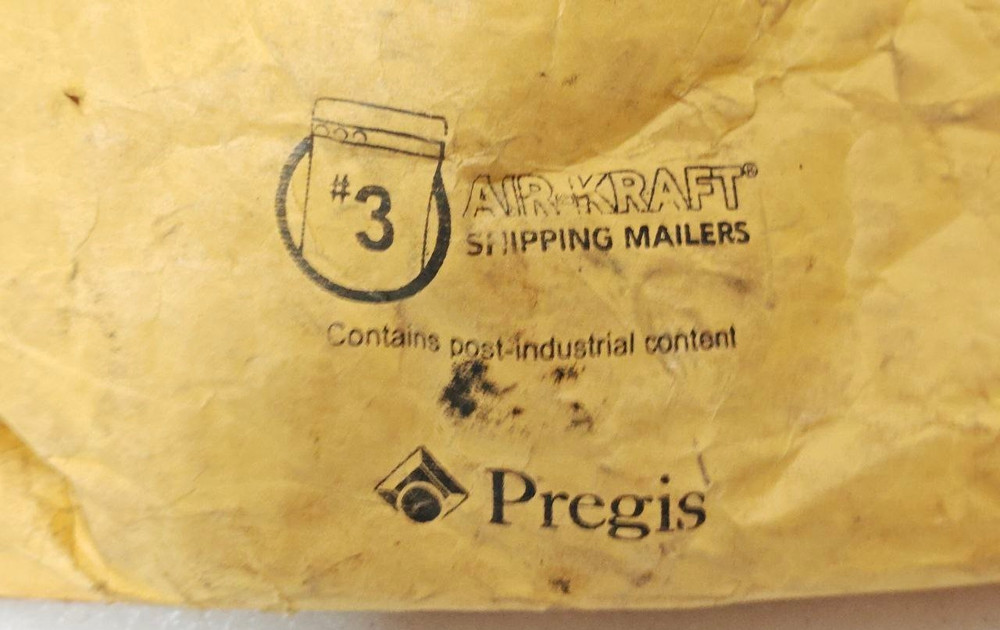 #3
AIR-KRAFT®
SHIPPING MAILERS
Contains post-industrial content
Pregis